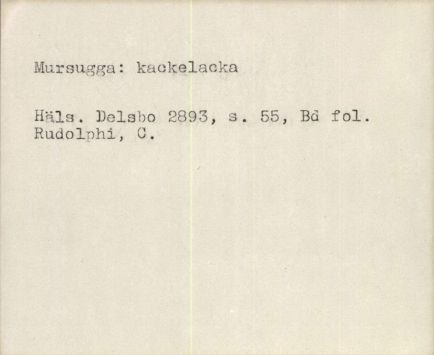 Mursugga: kackelacka
Häls. Delsbo 2893, s. 55, Bd fol.
Rudolphi, C.